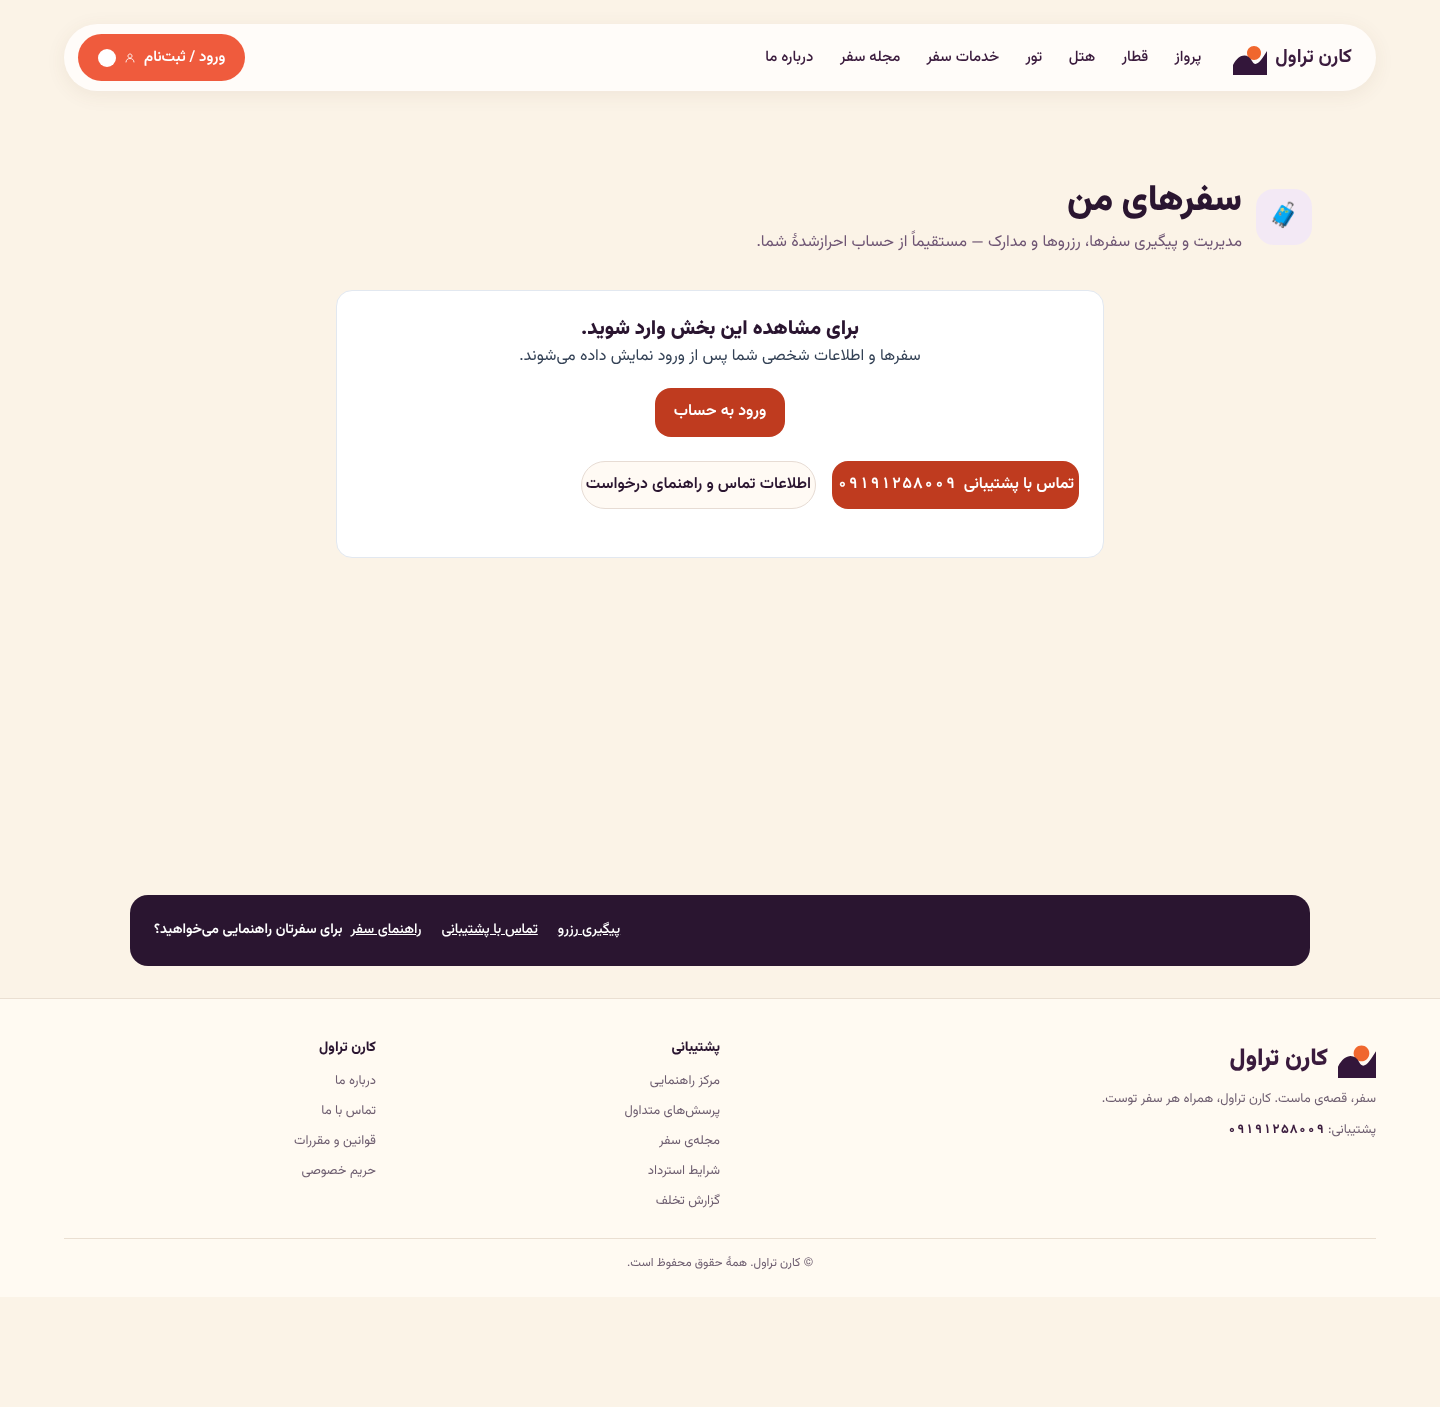 کارن تراول
پرواز
قطار
هتل
تور
خدمات سفر
مجله سفر
درباره ما
ورود / ثبت‌نام
سفرهای من
مدیریت و پیگیری سفرها، رزروها و مدارک — مستقیماً از حساب احرازشدهٔ شما.
برای مشاهده این بخش وارد شوید.
سفرها و اطلاعات شخصی شما پس از ورود نمایش داده می‌شوند.
ورود به حساب
تماس با پشتیبانی ۰۹۱۹۱۲۵۸۰۰۹
اطلاعات تماس و راهنمای درخواست
پیگیری رزرو
تماس با پشتیبانی
راهنمای سفر
برای سفرتان راهنمایی می‌خواهید؟
کارن تراول
سفر، قصه‌ی ماست. کارن تراول، همراه هر سفر توست.
پشتیبانی: ۰۹۱۹۱۲۵۸۰۰۹
پشتیبانی
مرکز راهنمایی
پرسش‌های متداول
مجله‌ی سفر
شرایط استرداد
گزارش تخلف
کارن تراول
درباره ما
تماس با ما
قوانین و مقررات
حریم خصوصی
© کارن تراول. همهٔ حقوق محفوظ است.